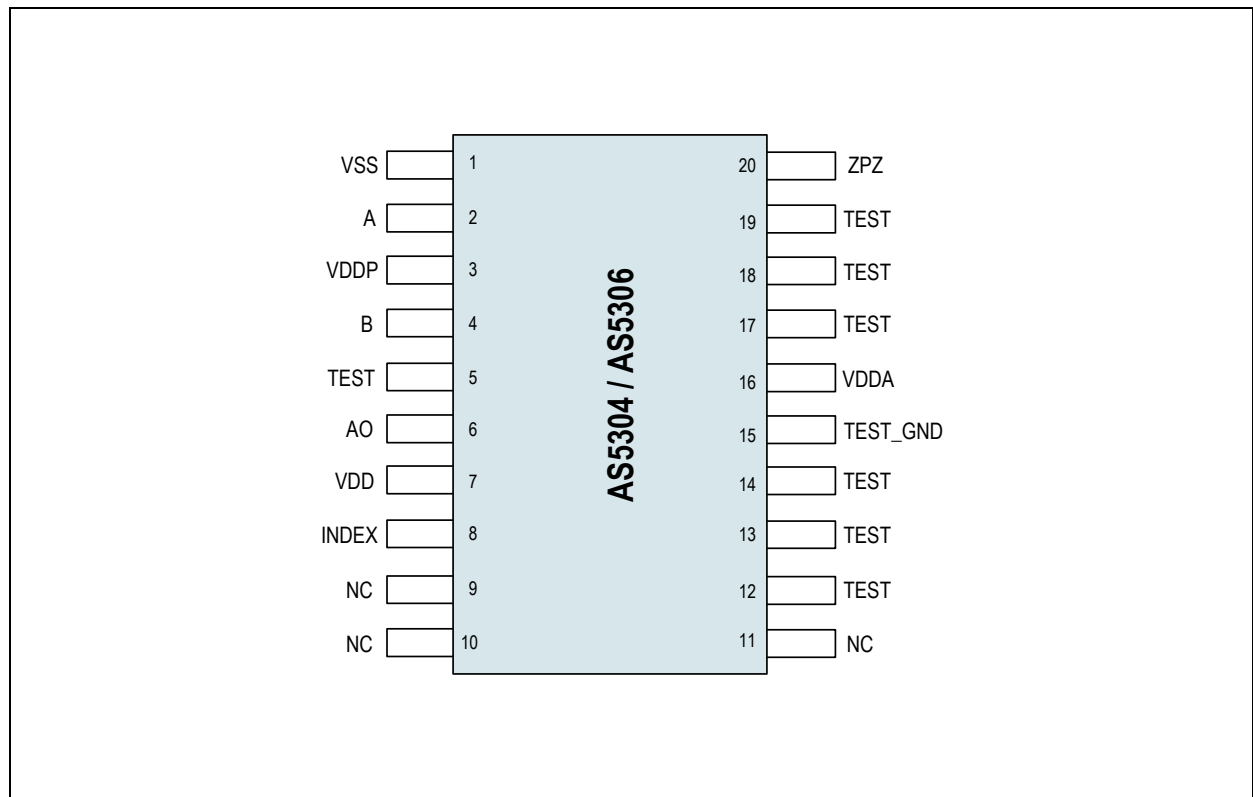 VSS 1
A 2
VDDP 3
B 4
TEST 5
AO 6
VDD 7
INDEX 8
NC 9
NC 10
AS5304 / AS5306
20 ZPZ
19 TEST
18 TEST
17 TEST
16 VDDA
15 TEST_GND
14 TEST
13 TEST
12 TEST
11 NC